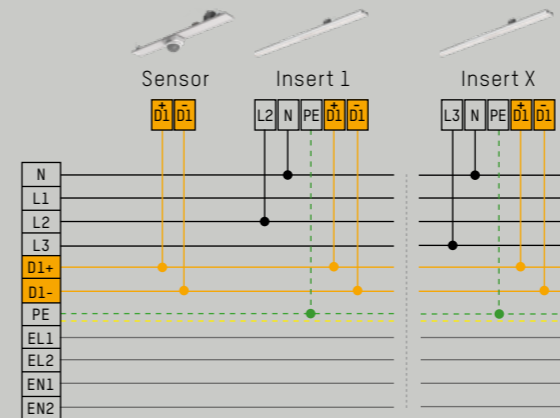 Sensor Insert 1 Insert X
D1+ D1- L2 N PE D1+ D1- L3 N PE D1+ D1-
N
L1
L2
L3
D1+
D1-
PE
EL1
EL2
EN1
EN2